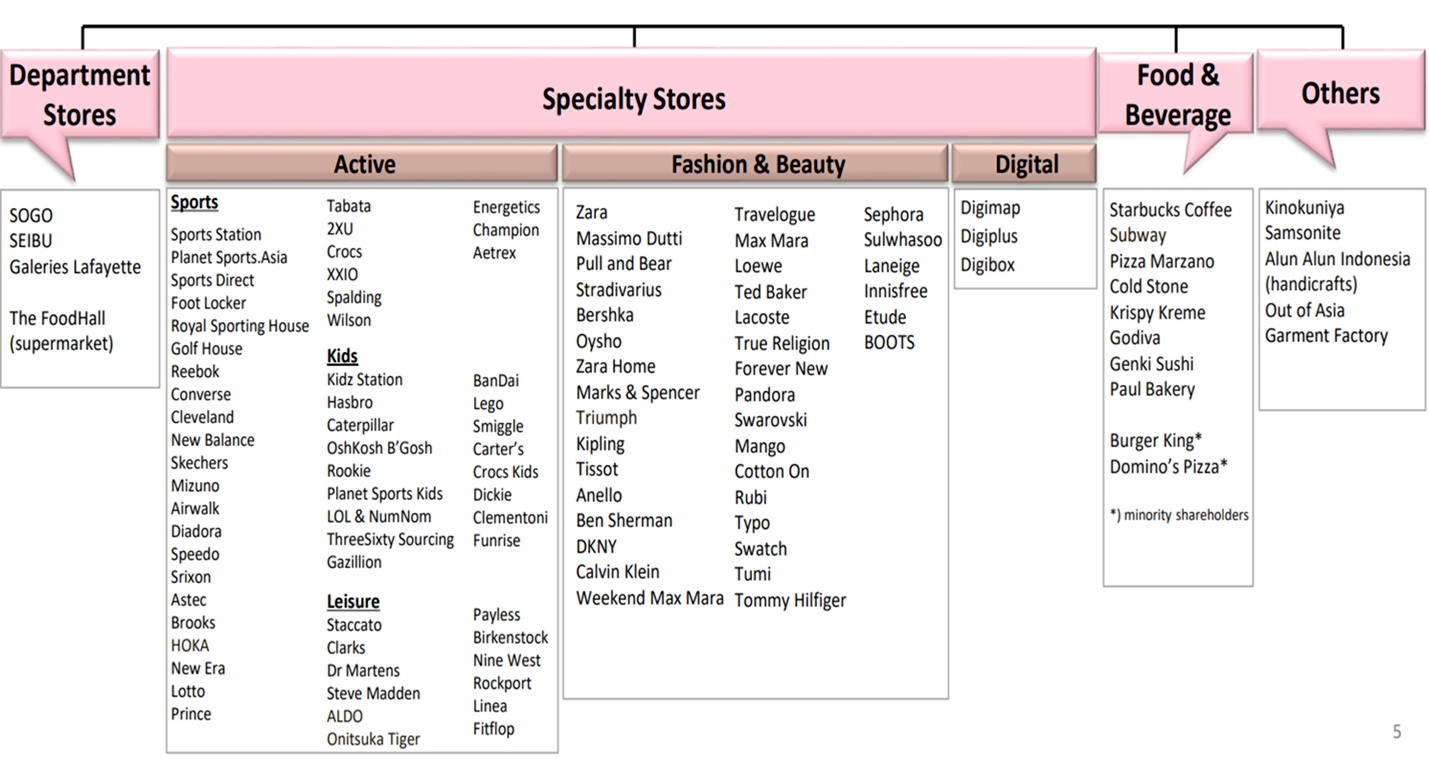 Department
Stores
Specialty Stores
Food &
Beverage
Others
Active
Fashion & Beauty
Digital
SOGO
SEIBU
Galeries Lafayette
The FoodHall
(supermarket)
Sports
Sports Station
Planet Sports.Asia
Sports Direct
Foot Locker
Royal Sporting House
Golf House
Reebok
Converse
Cleveland
New Balance
Skechers
Mizuno
Airwalk
Diadora
Speedo
Srixon
Astec
Brooks
HOKA
New Era
Lotto
Prince
Tabata
2XU
Crocs
XXIO
Spalding
Wilson
Energetics
Champion
Aetrex
Kids
Kidz Station
Hasbro
Caterpillar
OshKosh B'Gosh
Rookie
Planet Sports Kids
LOL & NumNom
ThreeSixty Sourcing
Gazillion
BanDai
Lego
Smiggle
Carter's
Crocs Kids
Dickie
Clementoni
Funrise
Leisure
Staccato
Clarks
Dr Martens
Steve Madden
ALDO
Onitsuka Tiger
Payless
Birkenstock
Nine West
Rockport
Linea
Fitflop
Zara
Massimo Dutti
Pull and Bear
Stradivarius
Bershka
Oysho
Zara Home
Marks & Spencer
Triumph
Kipling
Tissot
Anello
Ben Sherman
DKNY
Calvin Klein
Weekend Max Mara
Travelogue
Max Mara
Loewe
Ted Baker
Lacoste
True Religion
Forever New
Pandora
Swarovski
Mango
Cotton On
Rubi
Typo
Swatch
Tumi
Tommy Hilfiger
Sephora
Sulwhasoo
Laneige
Innisfree
Etude
BOOTS
Digimap
Digiplus
Digibox
Starbucks Coffee
Subway
Pizza Marzano
Cold Stone
Krispy Kreme
Godiva
Genki Sushi
Paul Bakery
Burger King*
Domino's Pizza*
*) minority shareholders
Kinokuniya
Samsonite
Alun Alun Indonesia
(handicrafts)
Out of Asia
Garment Factory
5